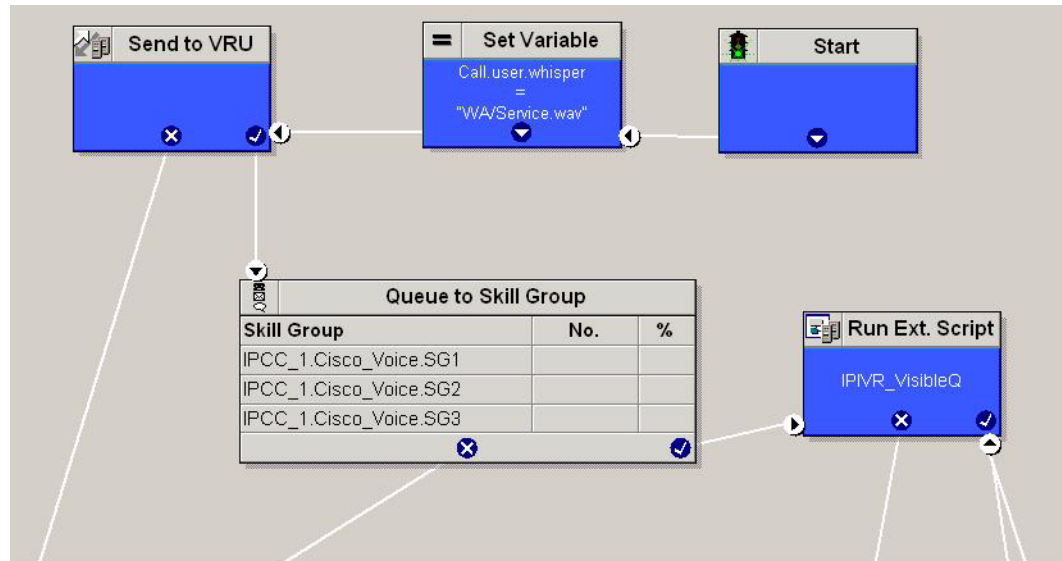 Send to VRU
Set Variable
Call.user.whisper
=
"WA/Service.wav"
Start
Queue to Skill Group
Skill Group No. %
IPCC_1.Cisco_Voice.SG1
IPCC_1.Cisco_Voice.SG2
IPCC_1.Cisco_Voice.SG3
Run Ext. Script
IPIVR_VisibleQ